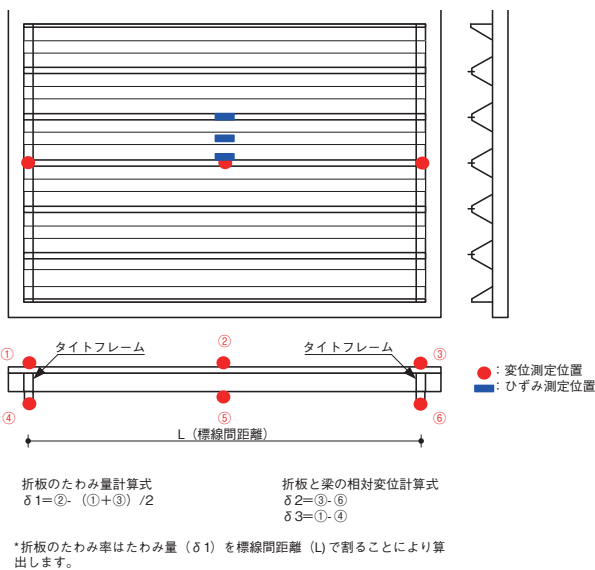 ②
① タイトフレーム タイトフレーム ③
●：変位測定位置
：ひずみ測定位置
④ ⑤ ⑥
L（標線間距離）
折板のたわみ量計算式
δ1＝②-（①＋③）/2
折板と梁の相対変位計算式
δ2＝③-⑥
δ3＝①-④
*折板のたわみ率はたわみ量（δ1）を標線間距離（L)で割ることにより算
出します。